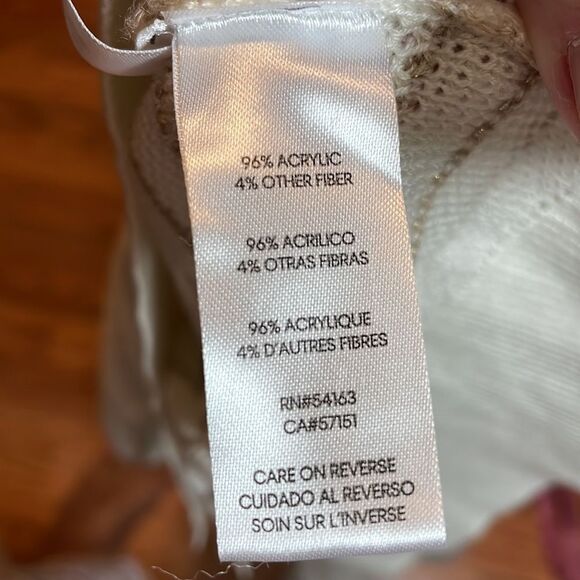 96% ACRYLIC
4% OTHER FIBER
96% ACRILICO
4% OTRAS FIBRAS
96% ACRYLIQUE
4% D'AUTRES FIBRES
RN#54163
CA#57151
CARE ON REVERSE
CUIDADO AL REVERSO
SOIN SUR L'INVERSE